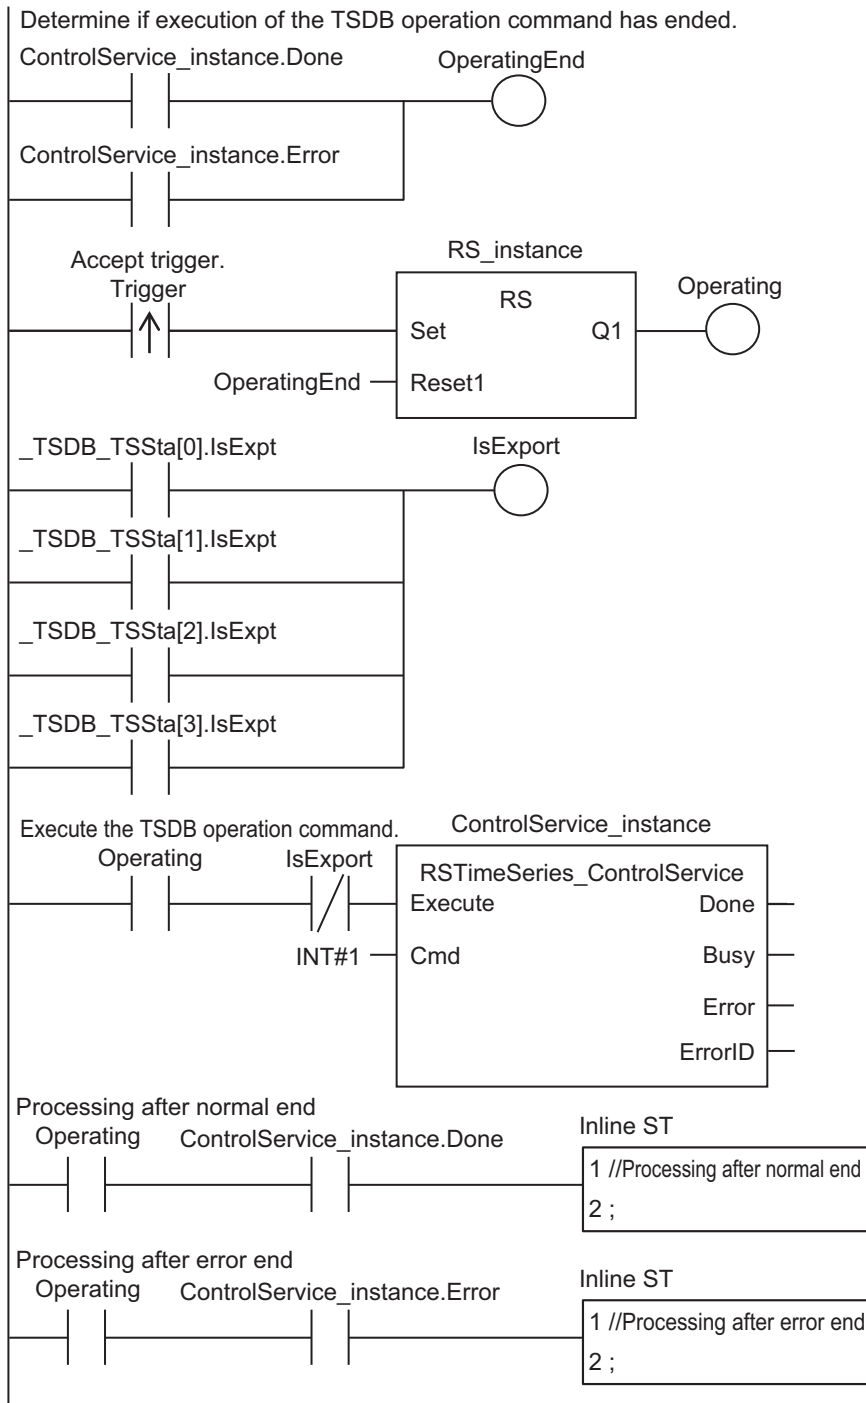 Determine if execution of the TSDB operation command has ended.
ControlService_instance.Done
OperatingEnd
ControlService_instance.Error
Accept trigger.
Trigger
RS_instance
RS
Operating
Set
Q1
OperatingEnd
Reset1
_TSDB_TSSta[0].IsExpt
IsExport
_TSDB_TSSta[1].IsExpt
_TSDB_TSSta[2].IsExpt
_TSDB_TSSta[3].IsExpt
Execute the TSDB operation command.
ControlService_instance
Operating
IsExport
RSTimeSeries_ControlService
Execute
Done
INT#1
Cmd
Busy
Error
ErrorID
Processing after normal end
Operating
ControlService_instance.Done
Inline ST
1 //Processing after normal end
2 ;
Processing after error end
Operating
ControlService_instance.Error
Inline ST
1 //Processing after error end
2 ;